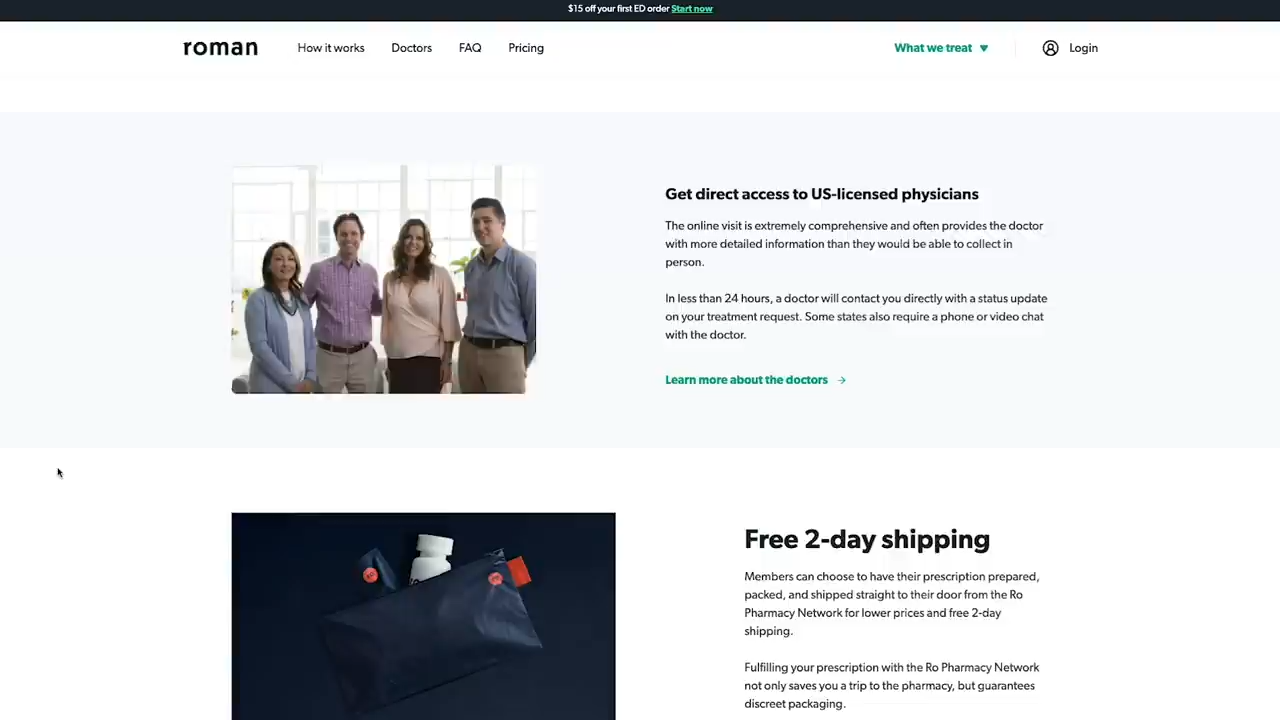 $15 off your first ED order Start now
roman
How it works
Doctors
FAQ
Pricing
What we treat
Login
Get direct access to US-licensed physicians
The online visit is extremely comprehensive and often provides the doctor
with more detailed information than they would be able to collect in
person.
In less than 24 hours, a doctor will contact you directly with a status update
on your treatment request. Some states also require a phone or video chat
with the doctor.
Learn more about the doctors
Free 2-day shipping
Members can choose to have their prescription prepared,
packed, and shipped straight to their door from the Ro
Pharmacy Network for lower prices and free 2-day
shipping.
Fulfilling your prescription with the Ro Pharmacy Network
not only saves you a trip to the pharmacy, but guarantees
discreet packaging.